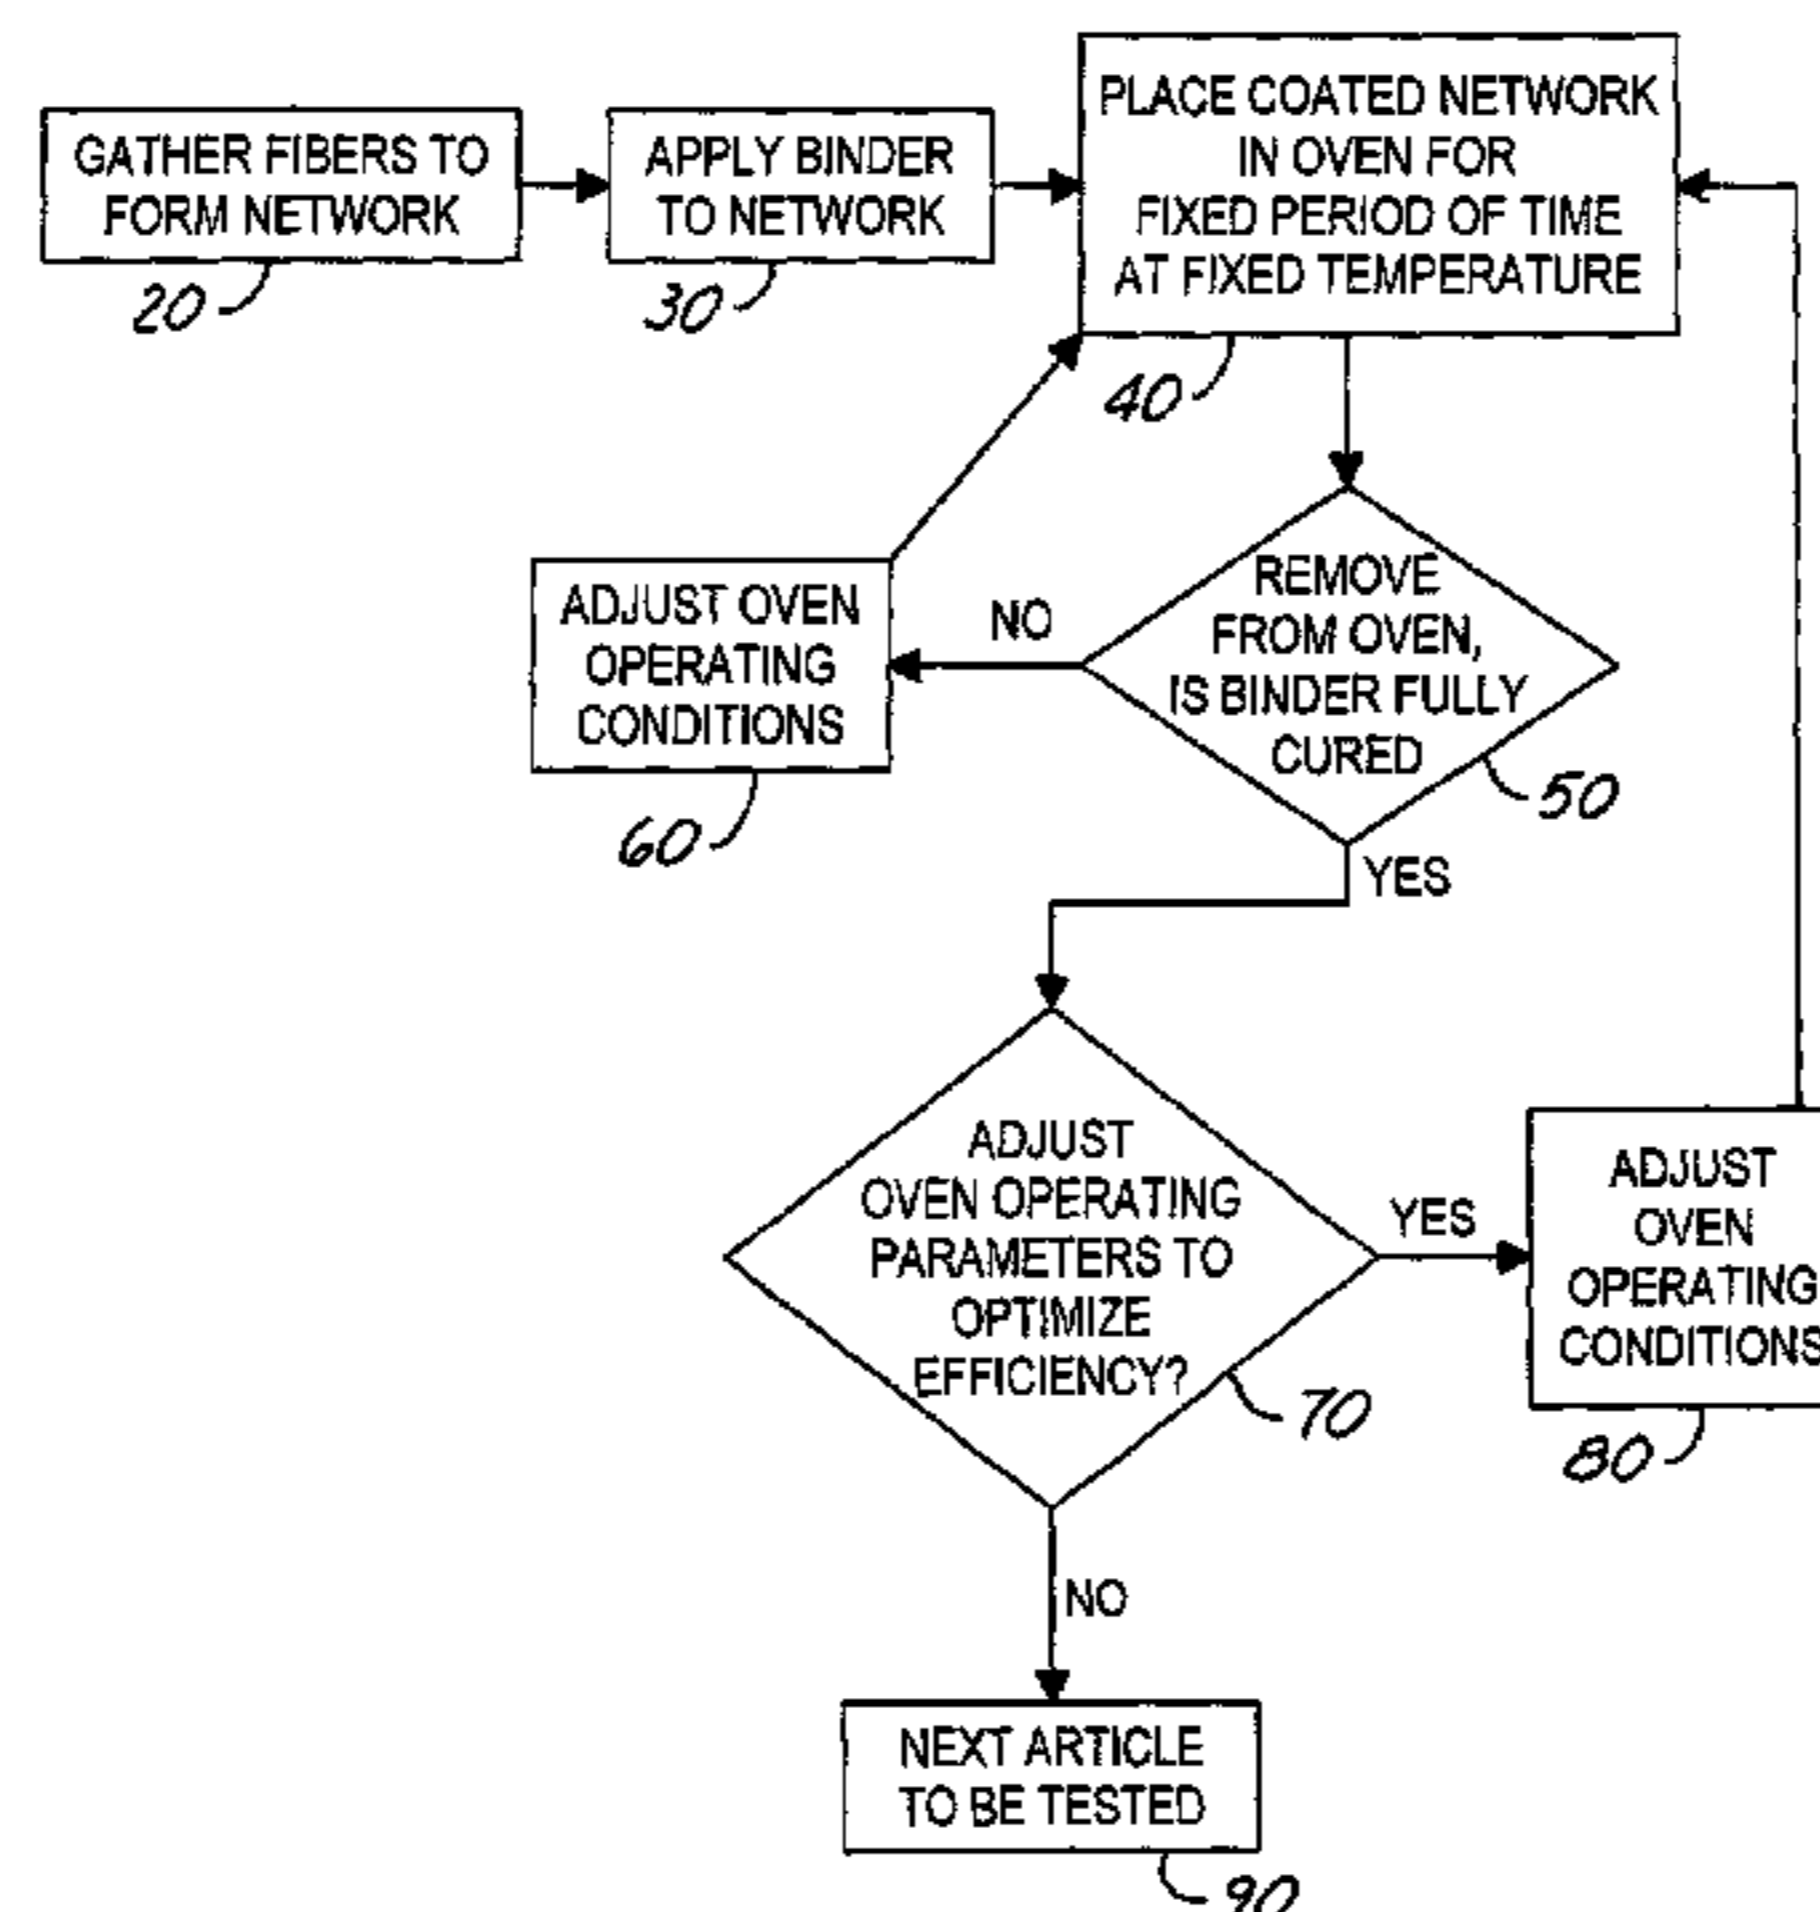 GATHER FIBERS TO
FORM NETWORK
20
APPLY BINDER
TO NETWORK
30
PLACE COATED NETWORK
IN OVEN FOR
FIXED PERIOD OF TIME
AT FIXED TEMPERATURE
40
REMOVE
FROM OVEN,
IS BINDER FULLY
CURED
50
NO
ADJUST OVEN
OPERATING
CONDITIONS
60
YES
ADJUST
OVEN OPERATING
PARAMETERS TO
OPTIMIZE
EFFICIENCY?
70
YES
ADJUST
OVEN
OPERATING
CONDITIONS
80
NO
NEXT ARTICLE
TO BE TESTED
90